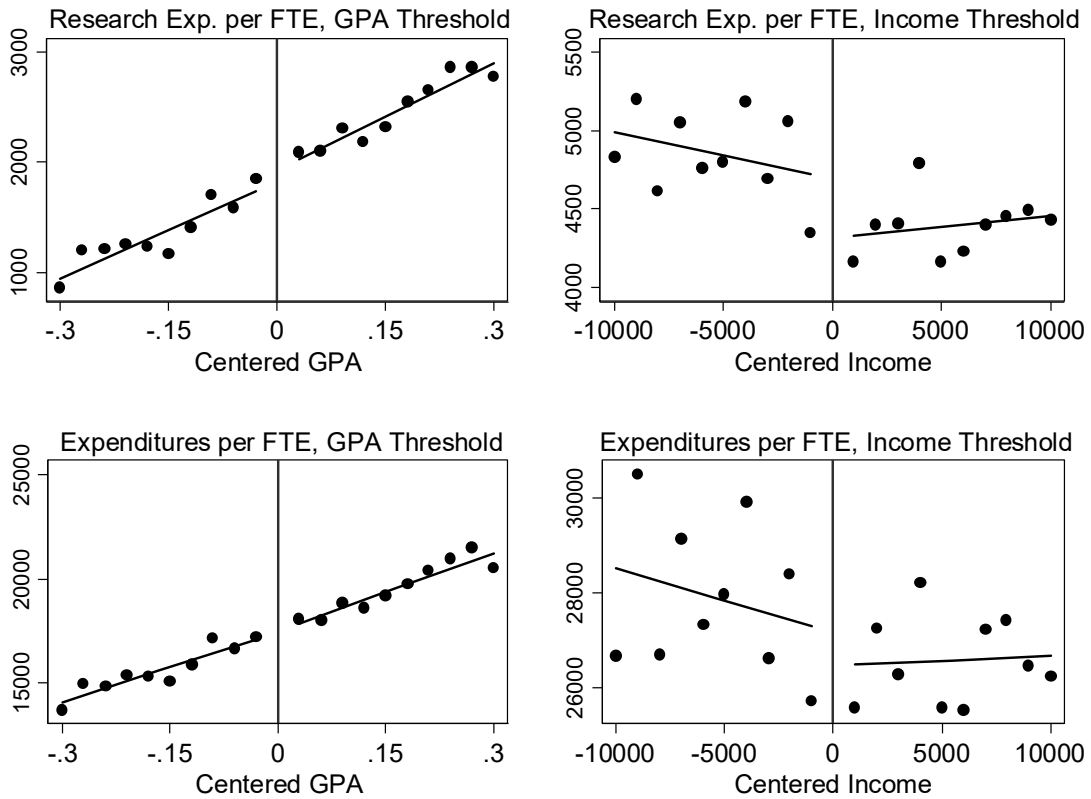 Research Exp. per FTE, GPA Threshold
3000
2000
1000
-.3 -.15 0 .15 .3
Centered GPA
Research Exp. per FTE, Income Threshold
5500
5000
4500
4000
-10000 -5000 0 5000 10000
Centered Income
Expenditures per FTE, GPA Threshold
25000
20000
15000
-.3 -.15 0 .15 .3
Centered GPA
Expenditures per FTE, Income Threshold
30000
28000
26000
-10000 -5000 0 5000 10000
Centered Income